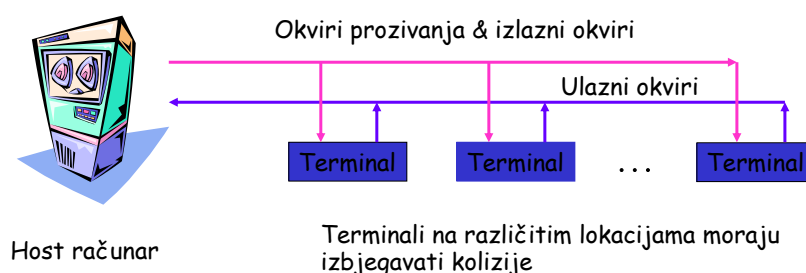 Okviri prozivanja & izlazni okviri
Ulazni okviri
Terminal
Terminal
...
Terminal
Host računar
Terminali na različitim lokacijama moraju
izbjegavati kolizije